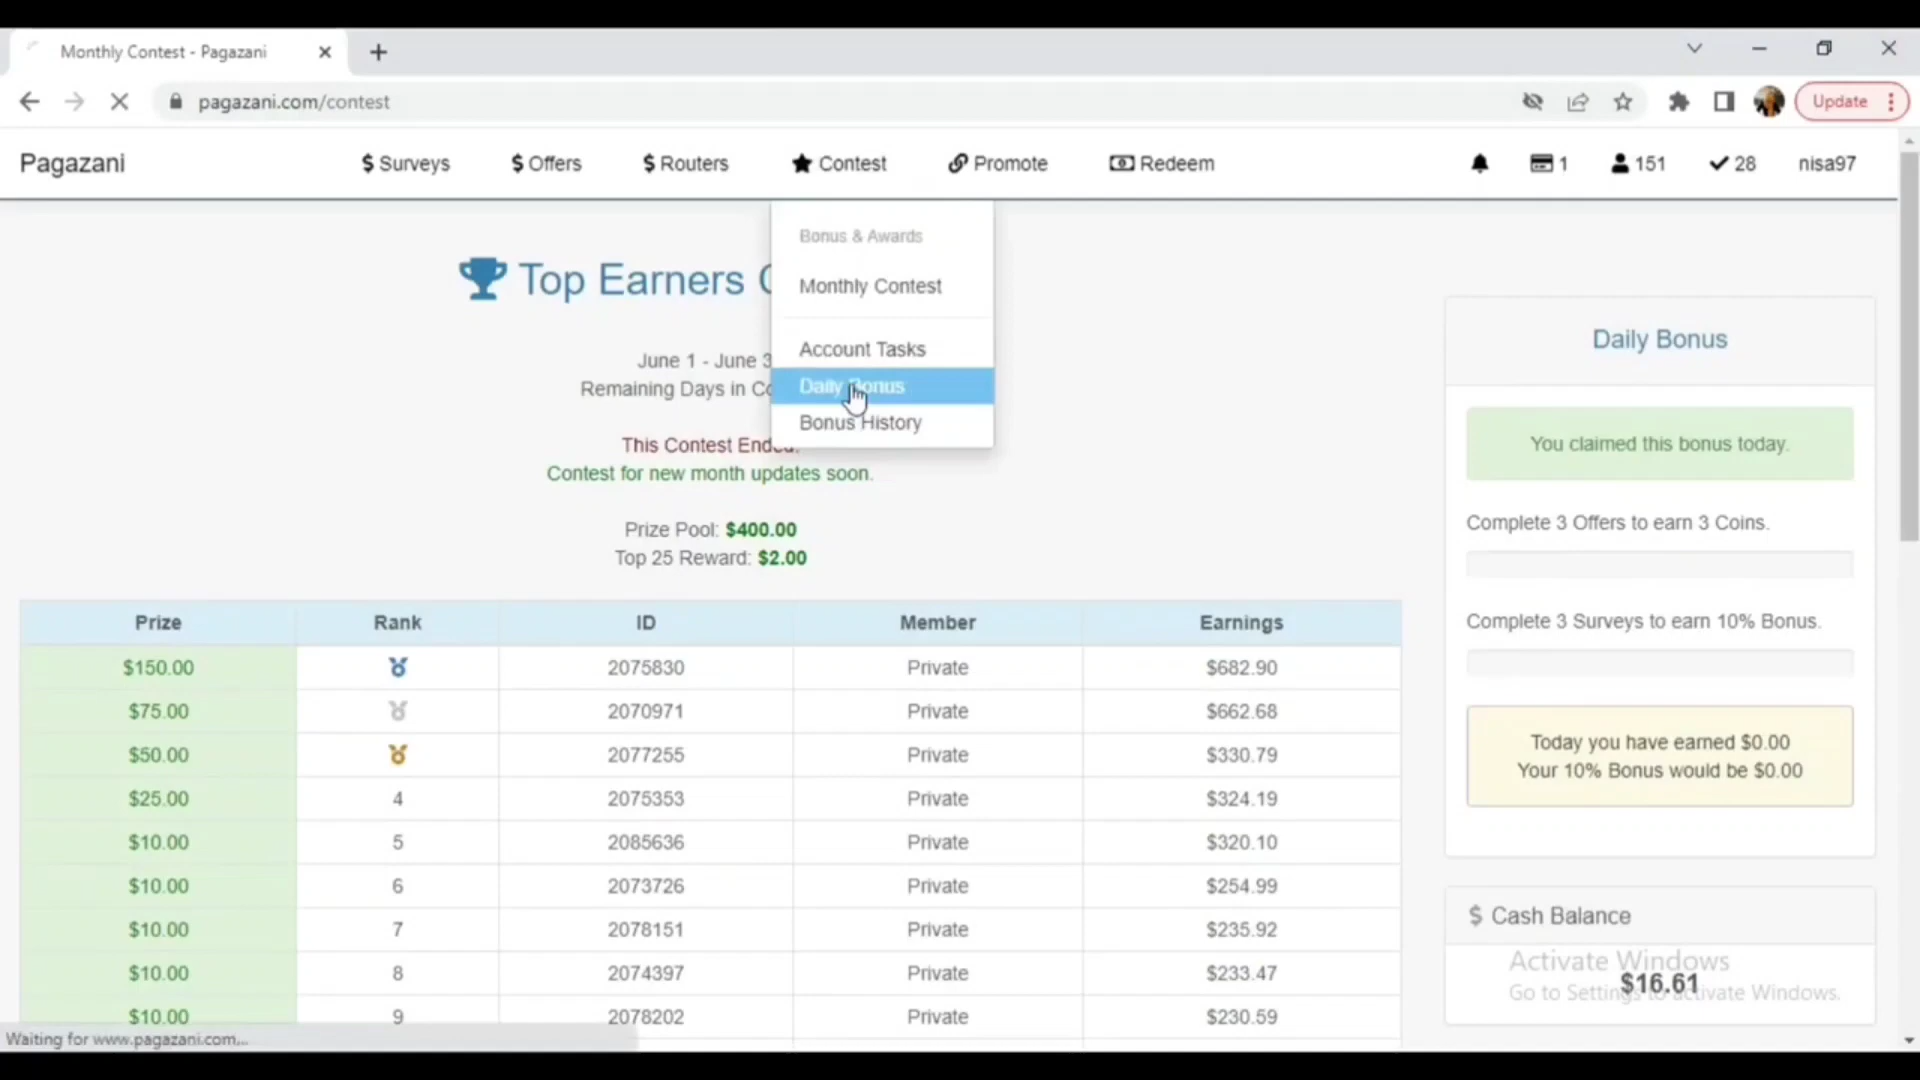 Monthly Contest - Pagazani
pagazani.com/contest
Update
Pagazani
$ Surveys
$ Offers
$ Routers
Contest
Promote
Redeem
1
151
28
nisa97
Bonus & Awards
Monthly Contest
Account Tasks
Daily Bonus
Bonus History
Top Earners
June 1 - June 3
Remaining Days in
This Contest Ended.
Contest for new month updates soon.
Prize Pool: $400.00
Top 25 Reward: $2.00
Prize Rank ID Member Earnings
$150.00 2075830 Private $682.90
$75.00 2070971 Private $662.68
$50.00 2077255 Private $330.79
$25.00 4 2075353 Private $324.19
$10.00 5 2085636 Private $320.10
$10.00 6 2073726 Private $254.99
$10.00 7 2078151 Private $235.92
$10.00 8 2074397 Private $233.47
$10.00 9 2078202 Private $230.59
Daily Bonus
You claimed this bonus today.
Complete 3 Offers to earn 3 Coins.
Complete 3 Surveys to earn 10% Bonus.
Today you have earned $0.00
Your 10% Bonus would be $0.00
$ Cash Balance
$16.61
Activate Windows
Go to Settings to activate Windows.
Waiting for www.pagazani.com...